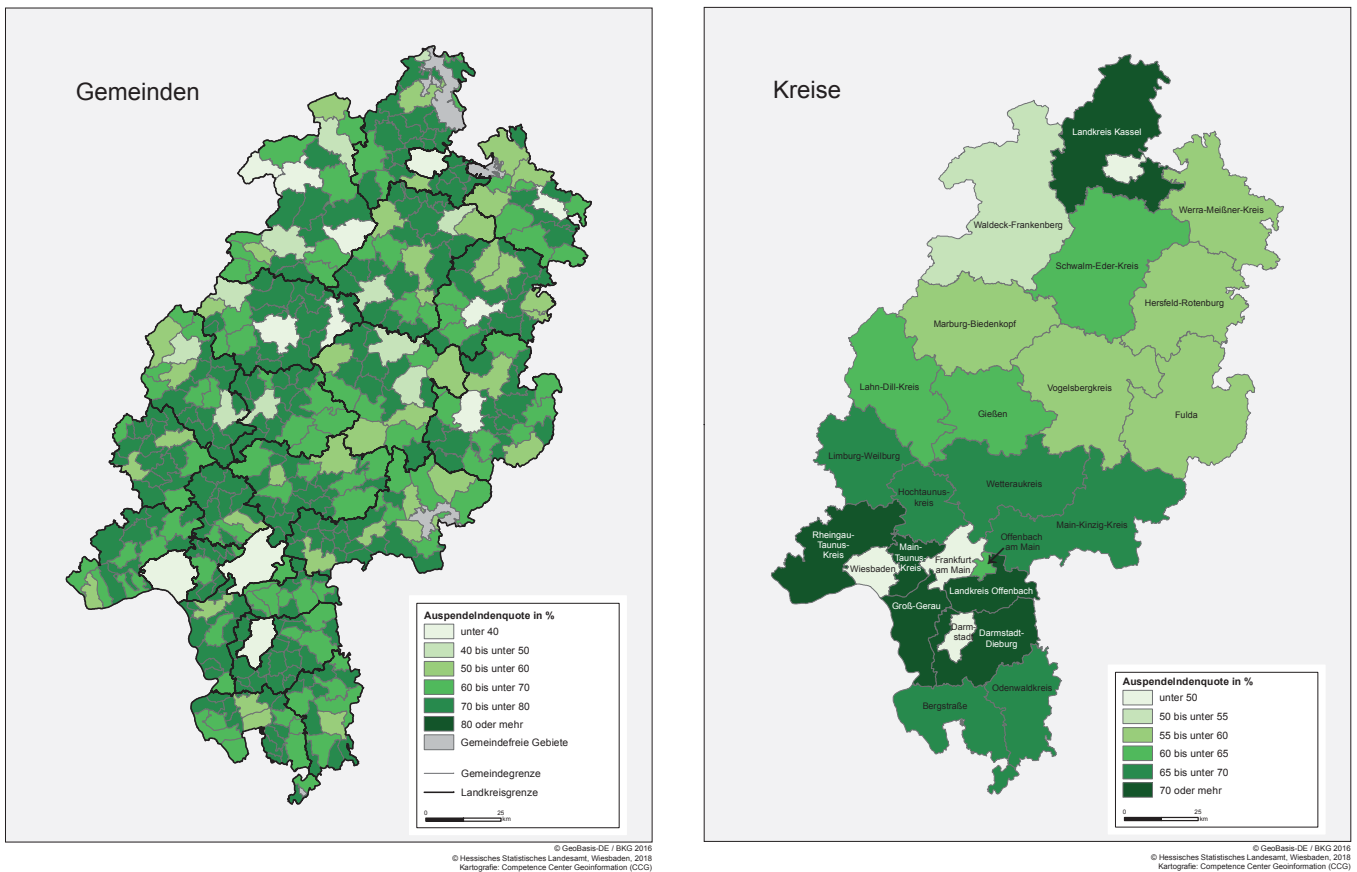 Gemeinden
Auspendelndenquote in %
unter 40
40 bis unter 50
50 bis unter 60
60 bis unter 70
70 bis unter 80
80 oder mehr
Gemeindefreie Gebiete
Gemeindegrenze
Landkreisgrenze
0 25
km
© GeoBasis-DE / BKG 2016
© Hessisches Statistisches Landesamt, Wiesbaden, 2018
Kartografie: Competence Center Geoinformation (CCG)
Kreise
Landkreis Kassel
Waldeck-Frankenberg
Werra-Meißner-Kreis
Schwalm-Eder-Kreis
Hersfeld-Rotenburg
Marburg-Biedenkopf
Lahn-Dill-Kreis
Vogelsbergkreis
Gießen
Fulda
Limburg-Weilburg
Wetteraukreis
Hochtaunus-
kreis
Main-Kinzig-Kreis
Rheingau-
Taunus-
Kreis
Offenbach
am Main
Main-
Taunus-
Kreis
Frankfurt
am Main
Wiesbaden
Landkreis Offenbach
Groß-Gerau
Darm-
stadt
Darmstadt-
Dieburg
Odenwaldkreis
Bergstraße
Auspendelndenquote in %
unter 50
50 bis unter 55
55 bis unter 60
60 bis unter 65
65 bis unter 70
70 oder mehr
0 25
km
© GeoBasis-DE / BKG 2016
© Hessisches Statistisches Landesamt, Wiesbaden, 2018
Kartografie: Competence Center Geoinformation (CCG)